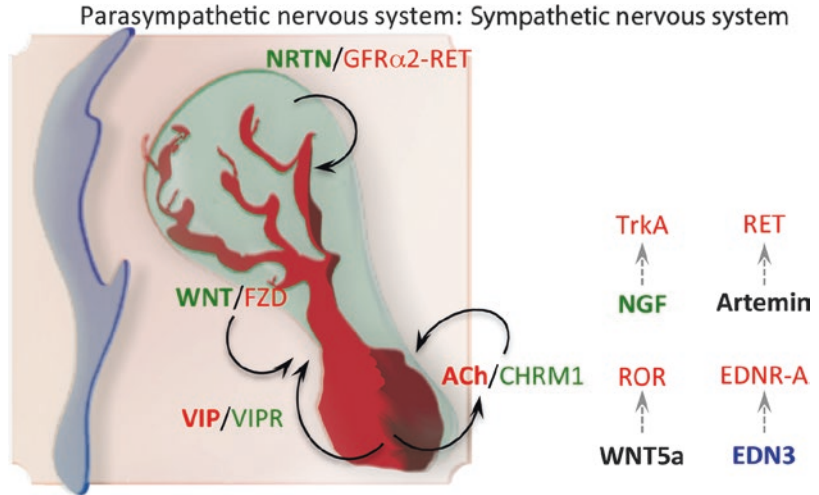 Parasympathetic nervous system: Sympathetic nervous system
NRTN/GFRα2-RET
TrkA RET
WNT/FZD
NGF Artemin
ACh/CHRM1
ROR EDNR-A
VIP/VIPR
WNT5a EDN3